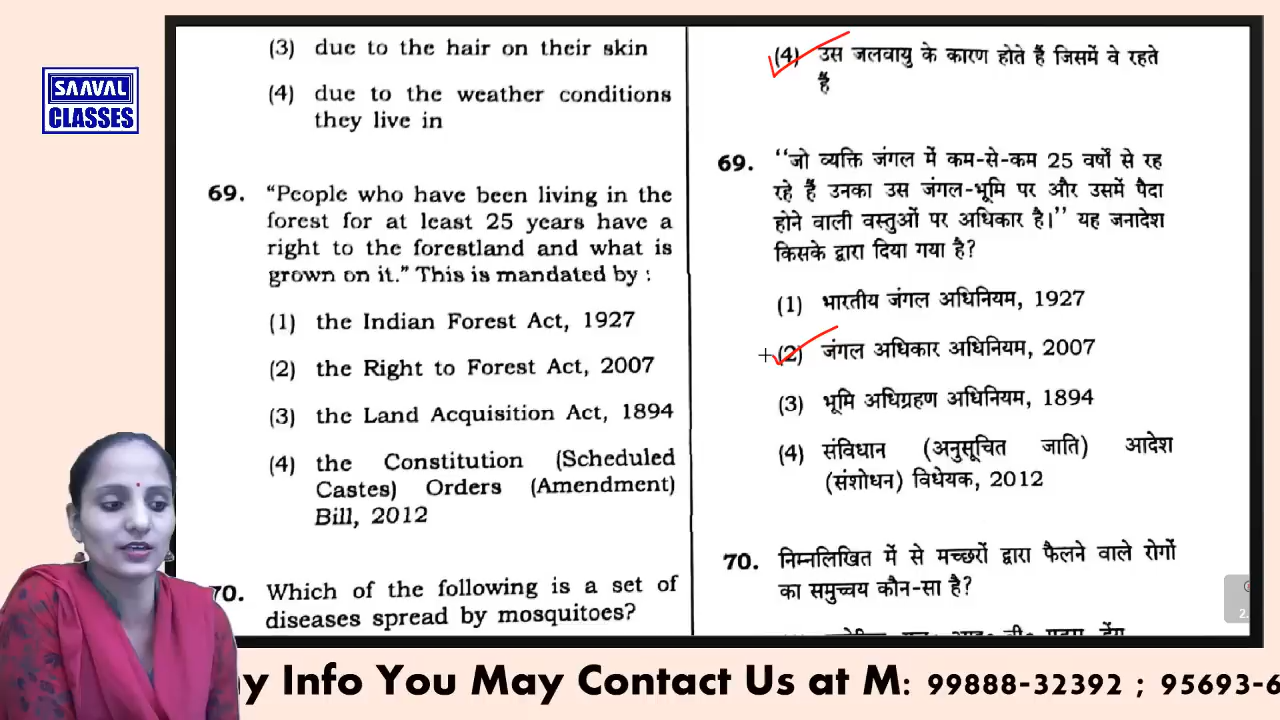 SAAVAL
CLASSES
(3) due to the hair on their skin
(4) due to the weather conditions
they live in
69. "People who have been living in the
forest for at least 25 years have a
right to the forestland and what is
grown on it." This is mandated by :
(1) the Indian Forest Act, 1927
(2) the Right to Forest Act, 2007
(3) the Land Acquisition Act, 1894
(4) the Constitution (Scheduled
Castes) Orders (Amendment)
Bill, 2012
70. Which of the following is a set of
diseases spread by mosquitoes?
(4) उस जलवायु के कारण होते हैं जिसमें वे रहते
हैं
69. "जो व्यक्ति जंगल में कम-से-कम 25 वर्षों से रह
रहे हैं उनका उस जंगल-भूमि पर और उसमें पैदा
होने वाली वस्तुओं पर अधिकार है।" यह जनादेश
किसके द्वारा दिया गया है?
(1) भारतीय जंगल अधिनियम, 1927
(2) जंगल अधिकार अधिनियम, 2007
(3) भूमि अधिग्रहण अधिनियम, 1894
(4) संविधान (अनुसूचित जाति) आदेश
(संशोधन) विधेयक, 2012
70. निम्नलिखित में से मच्छरों द्वारा फैलने वाले रोगों
का समुच्चय कौन-सा है?
ny Info You May Contact Us at M: 99888-32392 ; 95693-6